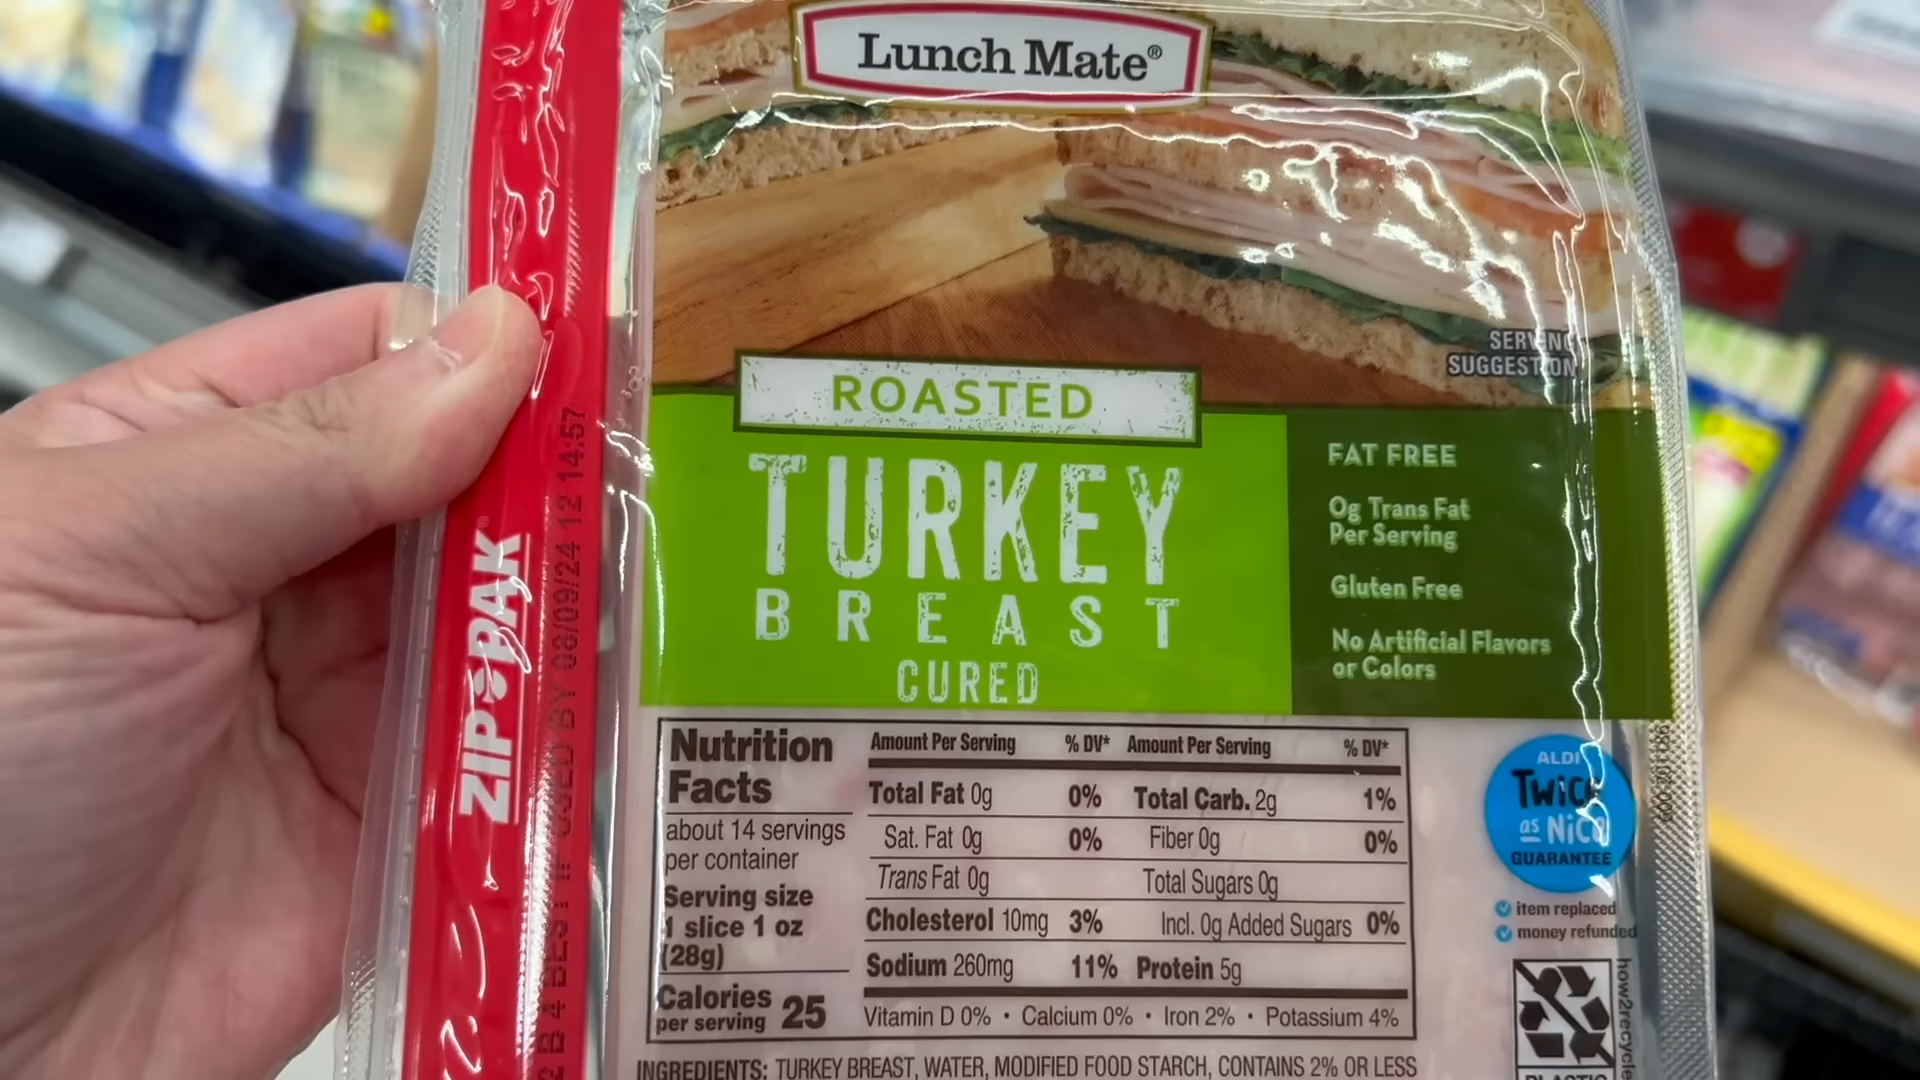 Lunch Mate®
SERVING
SUGGESTION
ROASTED
TURKEY
BREAST
CURED
FAT FREE
0g Trans Fat
Per Serving
Gluten Free
No Artificial Flavors
or Colors
ZIP-PAK®
BY 08/09/24 12 14:57
Nutrition
Facts
about 14 servings
per container
Serving size
1 slice 1 oz
(28g)
Calories
per serving 25
Amount Per Serving % DV* Amount Per Serving % DV*
Total Fat 0g 0% Total Carb. 2g 1%
Sat. Fat 0g 0% Fiber 0g 0%
Trans Fat 0g Total Sugars 0g
Cholesterol 10mg 3% Incl. 0g Added Sugars 0%
Sodium 260mg 11% Protein 5g
Vitamin D 0% • Calcium 0% • Iron 2% • Potassium 4%
INGREDIENTS: TURKEY BREAST, WATER, MODIFIED FOOD STARCH, CONTAINS 2% OR LESS
ALDI
TWiCe
as NiCe
GUARANTEE
item replaced
money refunded
how2recycle
PLASTIC